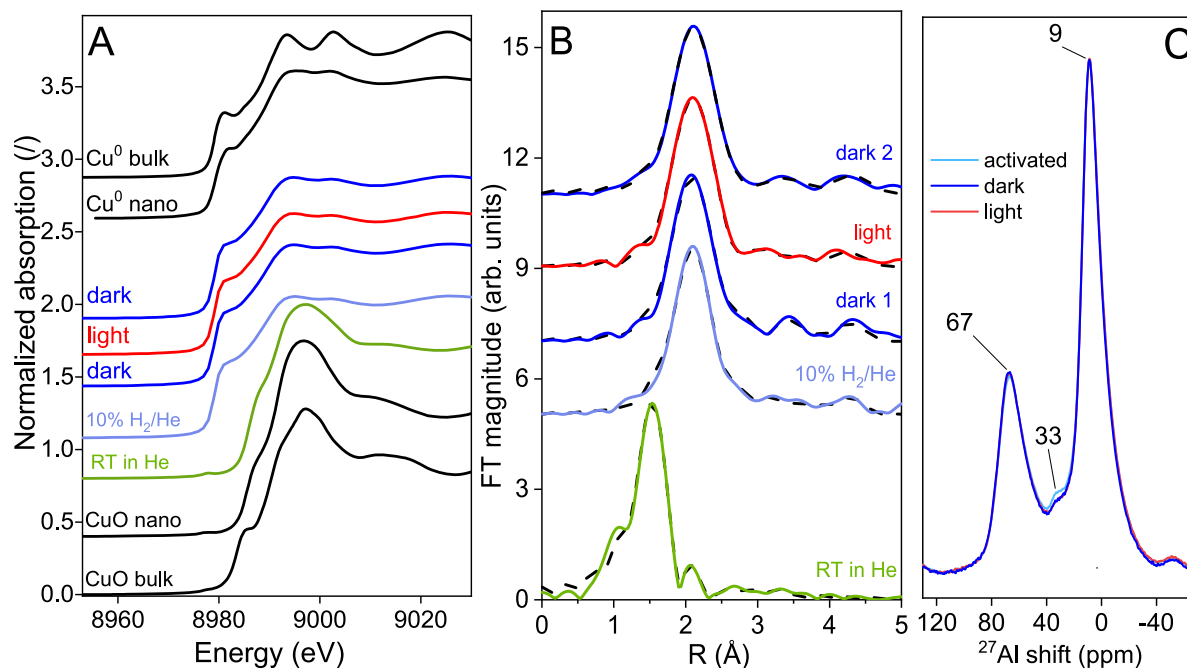 A
Normalized absorption (/)
3.5
3.0
2.5
2.0
1.5
1.0
0.5
0.0
Cu⁰ bulk
Cu⁰ nano
dark
light
dark
10% H₂/He
RT in He
CuO nano
CuO bulk
8960 8980 9000 9020
Energy (eV)
B
FT magnitude (arb. units)
15
12
9
6
3
0
dark 2
light
dark 1
10% H₂/He
RT in He
0 1 2 3 4 5
R (Å)
C
9
activated
dark
light
67
33
120 80 40 0 -40
²⁷Al shift (ppm)